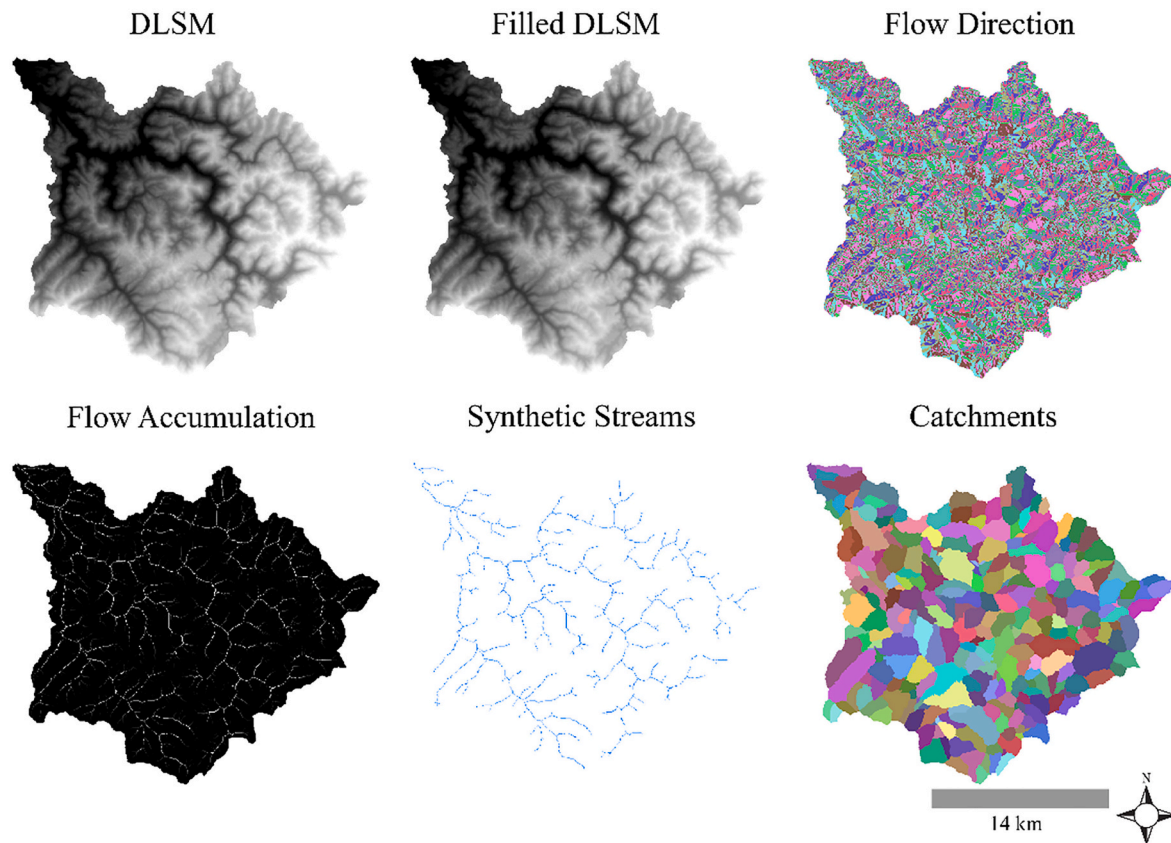 DLSM
Filled DLSM
Flow Direction
Flow Accumulation
Synthetic Streams
Catchments
N
14 km